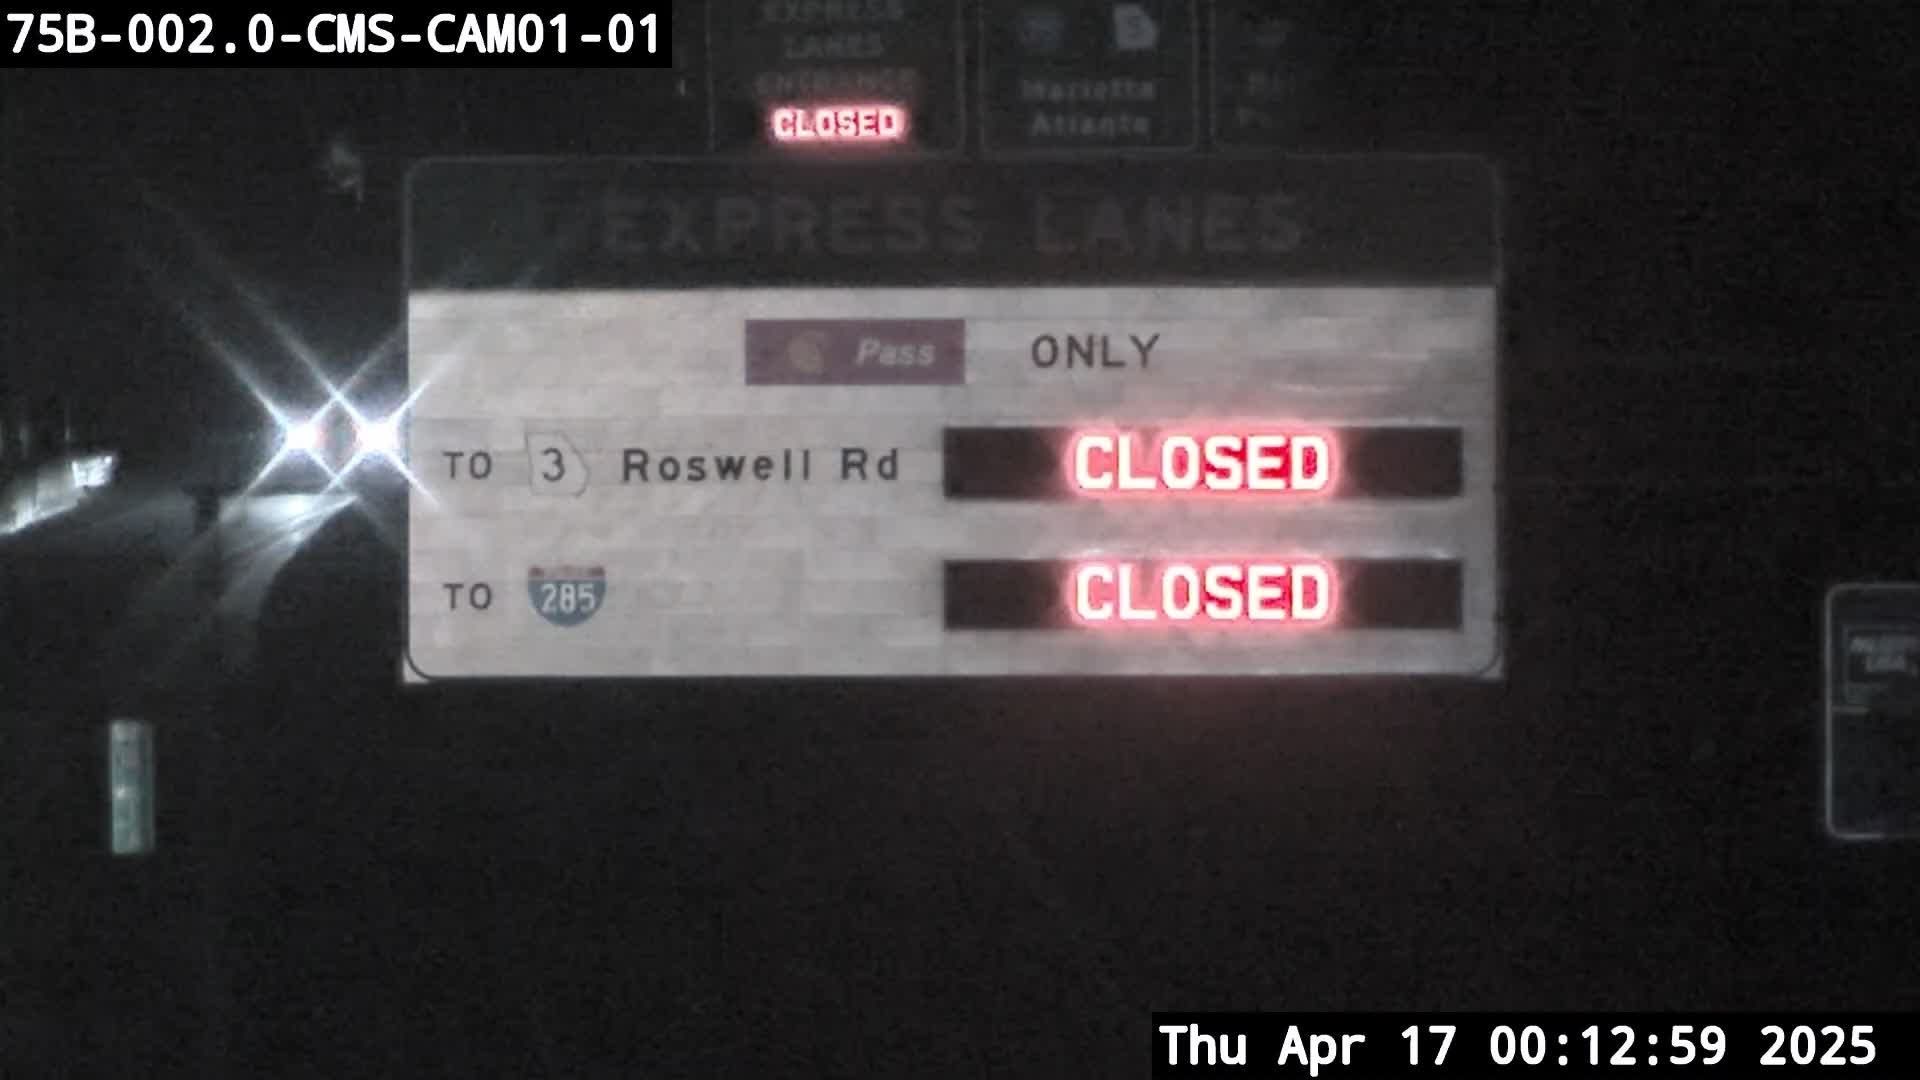 75B-002.0-CMS-CAM01-01
EXPRESS
LANES
ENTRANCE
CLOSED
Marietta
Atlanta
EXPRESS LANES
Pass ONLY
TO 3 Roswell Rd CLOSED
TO 285 CLOSED
Thu Apr 17 00:12:59 2025